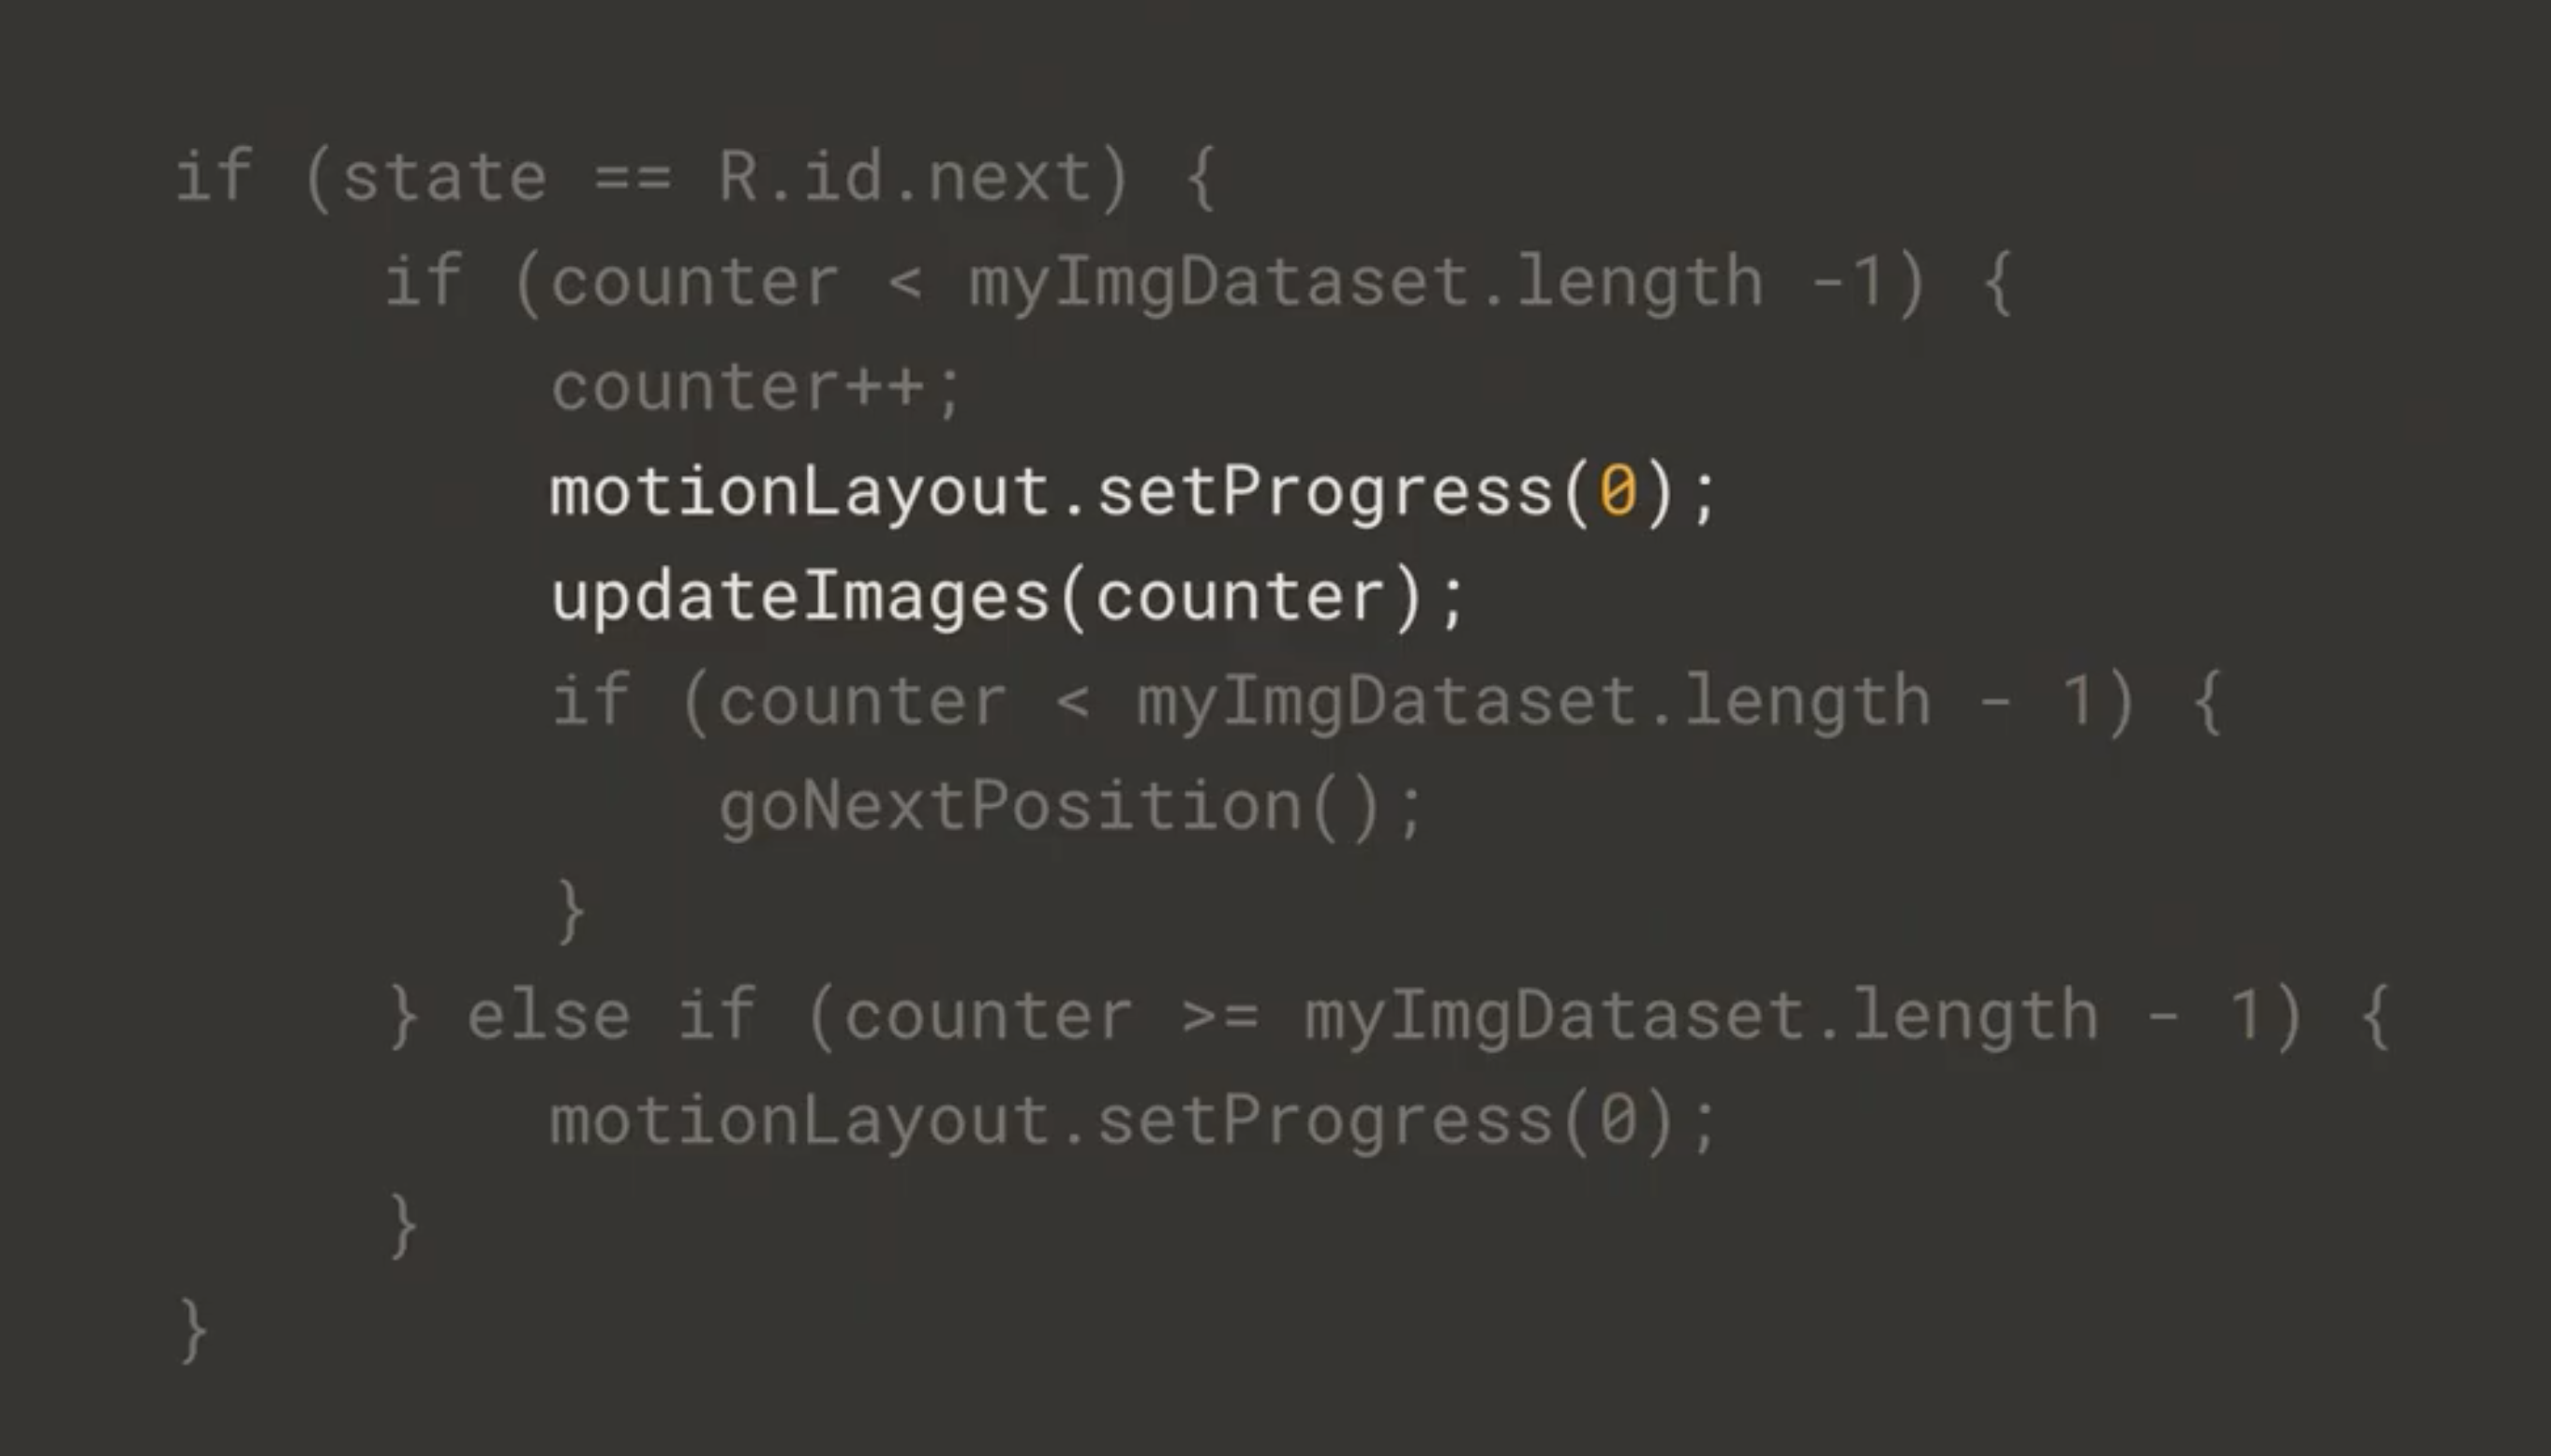 if (state == R.id.next) {
if (counter < myImgDataset.length -1) {
counter++;
motionLayout.setProgress(0);
updateImages(counter);
if (counter < myImgDataset.length - 1) {
goNextPosition();
}
} else if (counter >= myImgDataset.length - 1) {
motionLayout.setProgress(0);
}
}